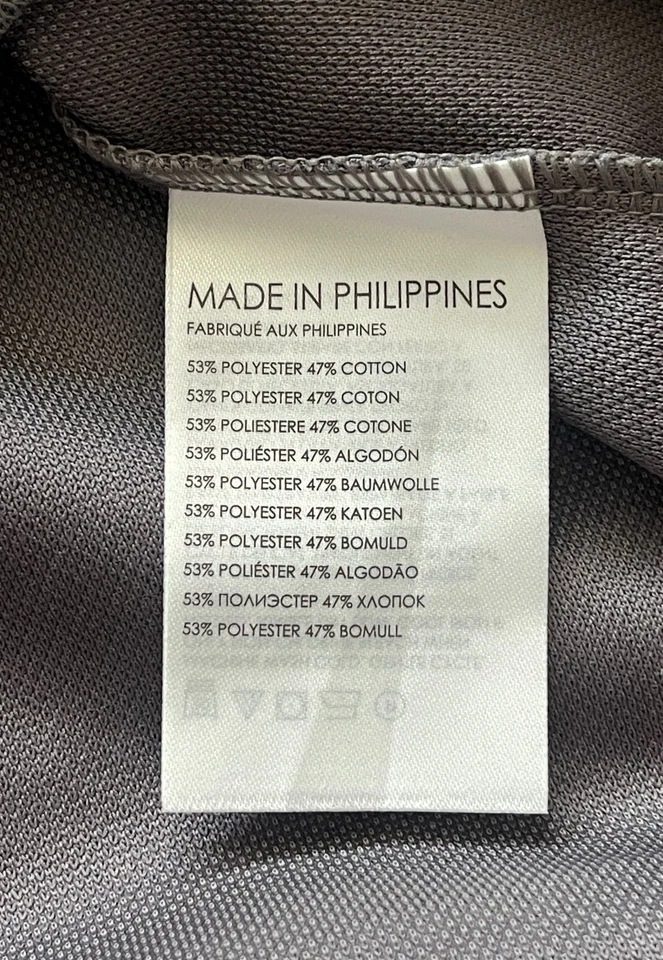 MADE IN PHILIPPINES
FABRIQUÉ AUX PHILIPPINES
53% POLYESTER 47% COTTON
53% POLYESTER 47% COTON
53% POLIESTERE 47% COTONE
53% POLIÉSTER 47% ALGODÓN
53% POLYESTER 47% BAUMWOLLE
53% POLYESTER 47% KATOEN
53% POLYESTER 47% BOMULD
53% POLIÉSTER 47% ALGODÃO
53% ПОЛИЭСТЕР 47% ХЛОПОК
53% POLYESTER 47% BOMULL